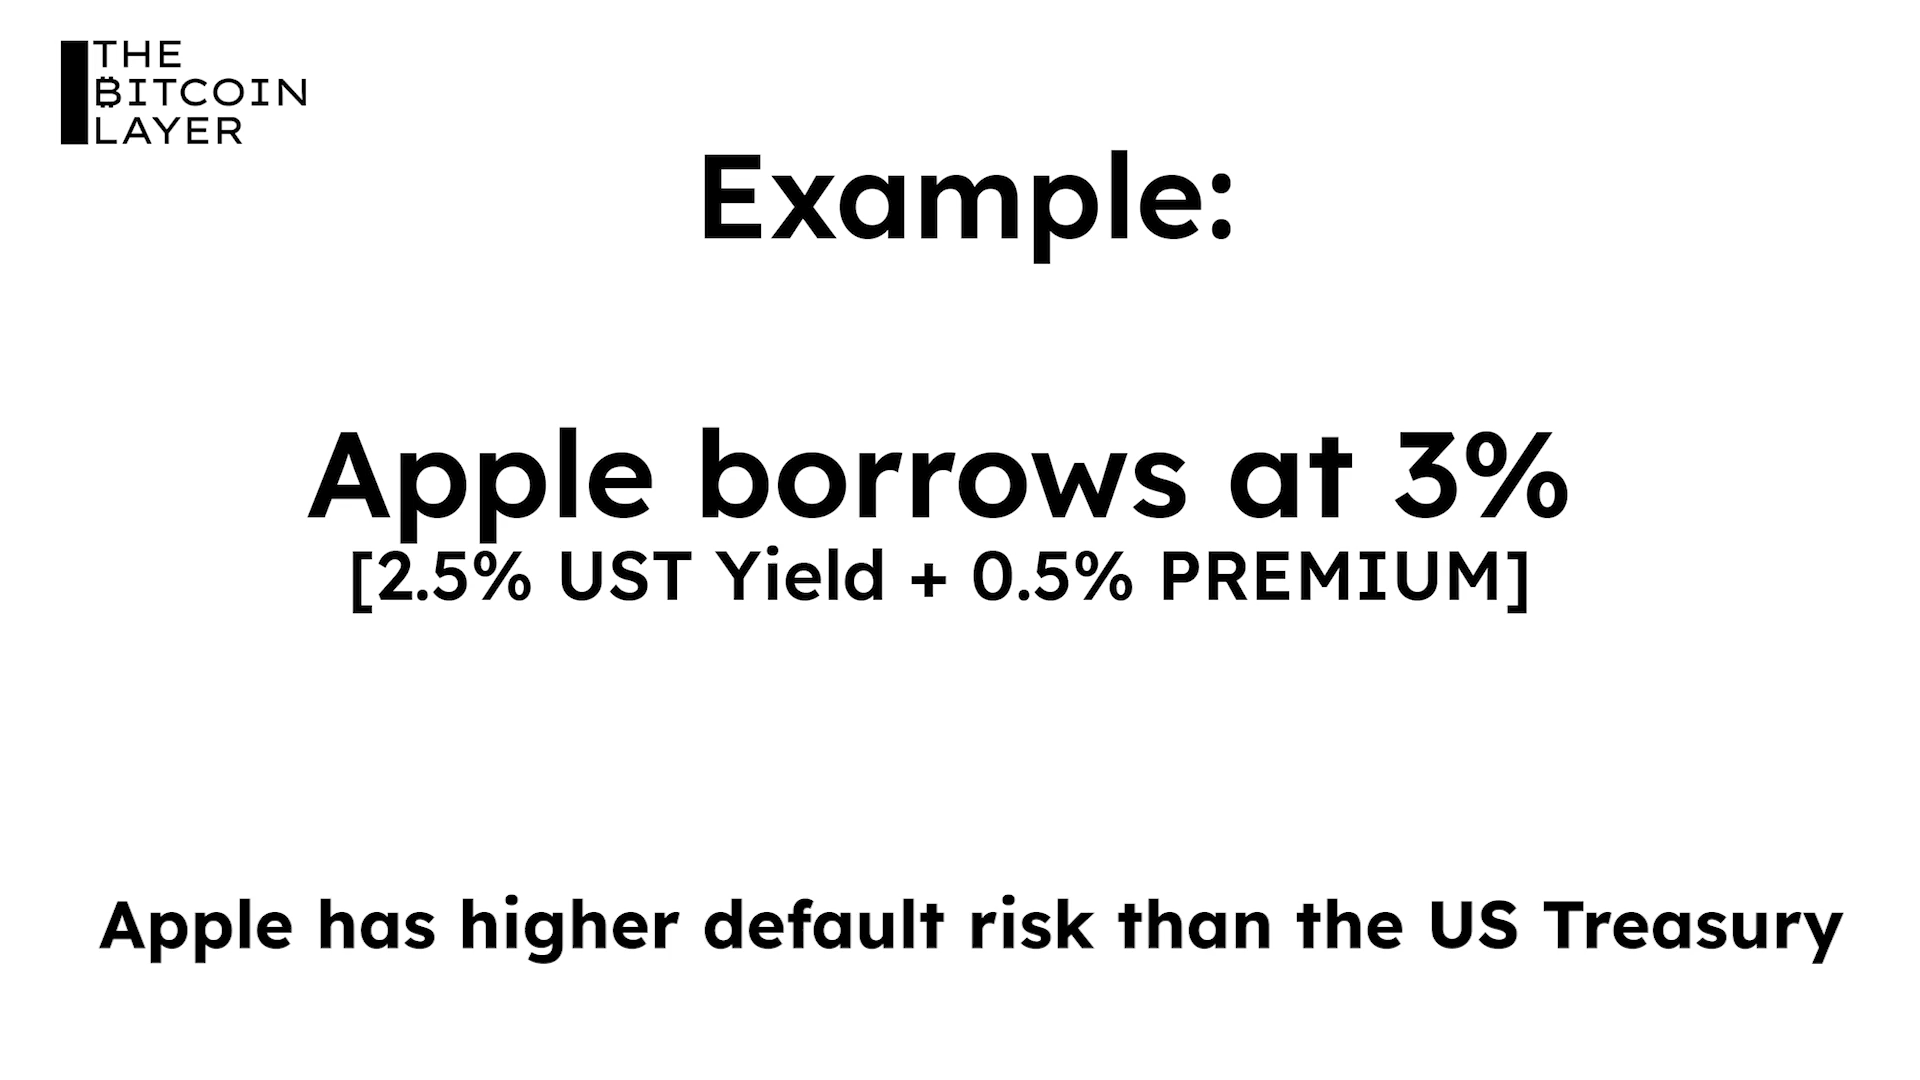 THE
₿ITCOIN
LAYER
Example:
Apple borrows at 3%
[2.5% UST Yield + 0.5% PREMIUM]
Apple has higher default risk than the US Treasury